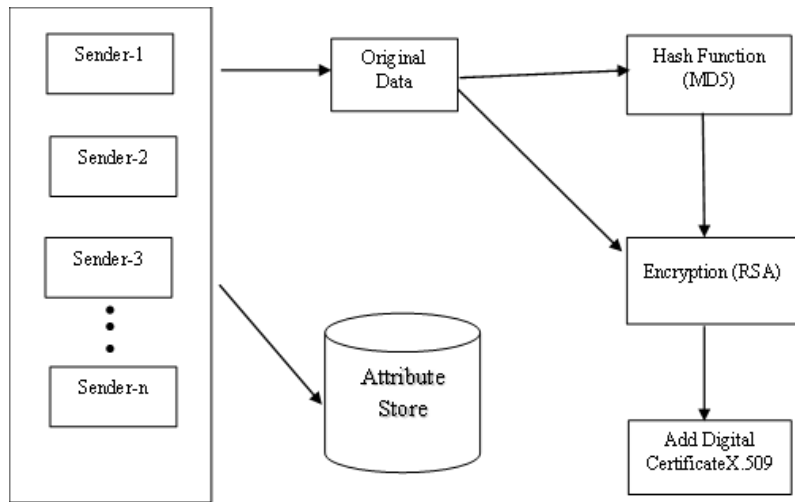 Sender-1
Sender-2
Sender-3
Sender-n
Original
Data
Hash Function
(MD5)
Encryption (RSA)
Attribute
Store
Add Digital
CertificateX.509